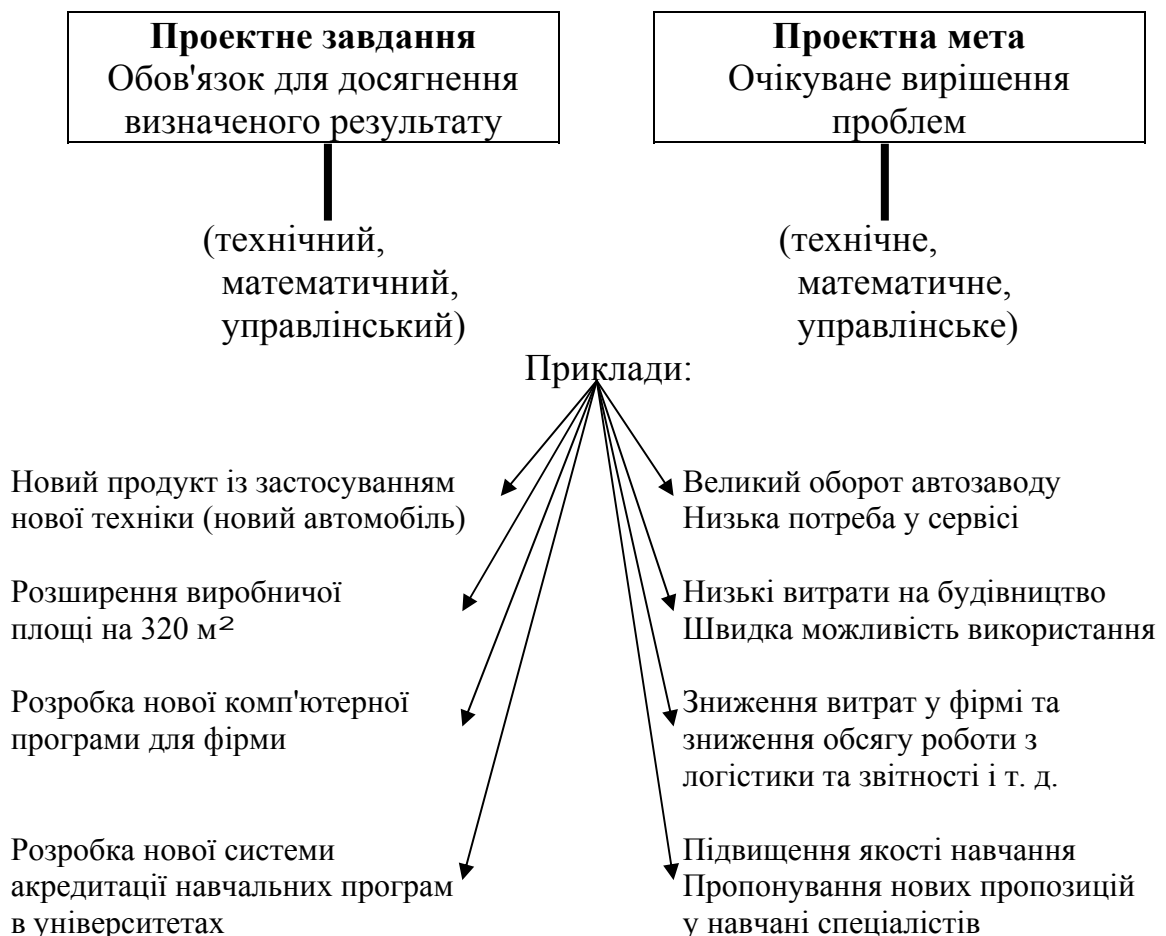 Проектне завдання
Обов'язок для досягнення
визначеного результату
Проектна мета
Очікуване вирішення
проблем
(технічний,
математичний,
управлінський)
(технічне,
математичне,
управлінське)
Приклади:
Новий продукт із застосуванням
нової техніки (новий автомобіль)
Великий оборот автозаводу
Низька потреба у сервісі
Розширення виробничої
площі на 320 м²
Низькі витрати на будівництво
Швидка можливість використання
Розробка нової комп'ютерної
програми для фірми
Зниження витрат у фірмі та
зниження обсягу роботи з
логістики та звітності і т. д.
Розробка нової системи
акредитації навчальних програм
в університетах
Підвищення якості навчання
Пропонування нових пропозицій
у навчані спеціалістів